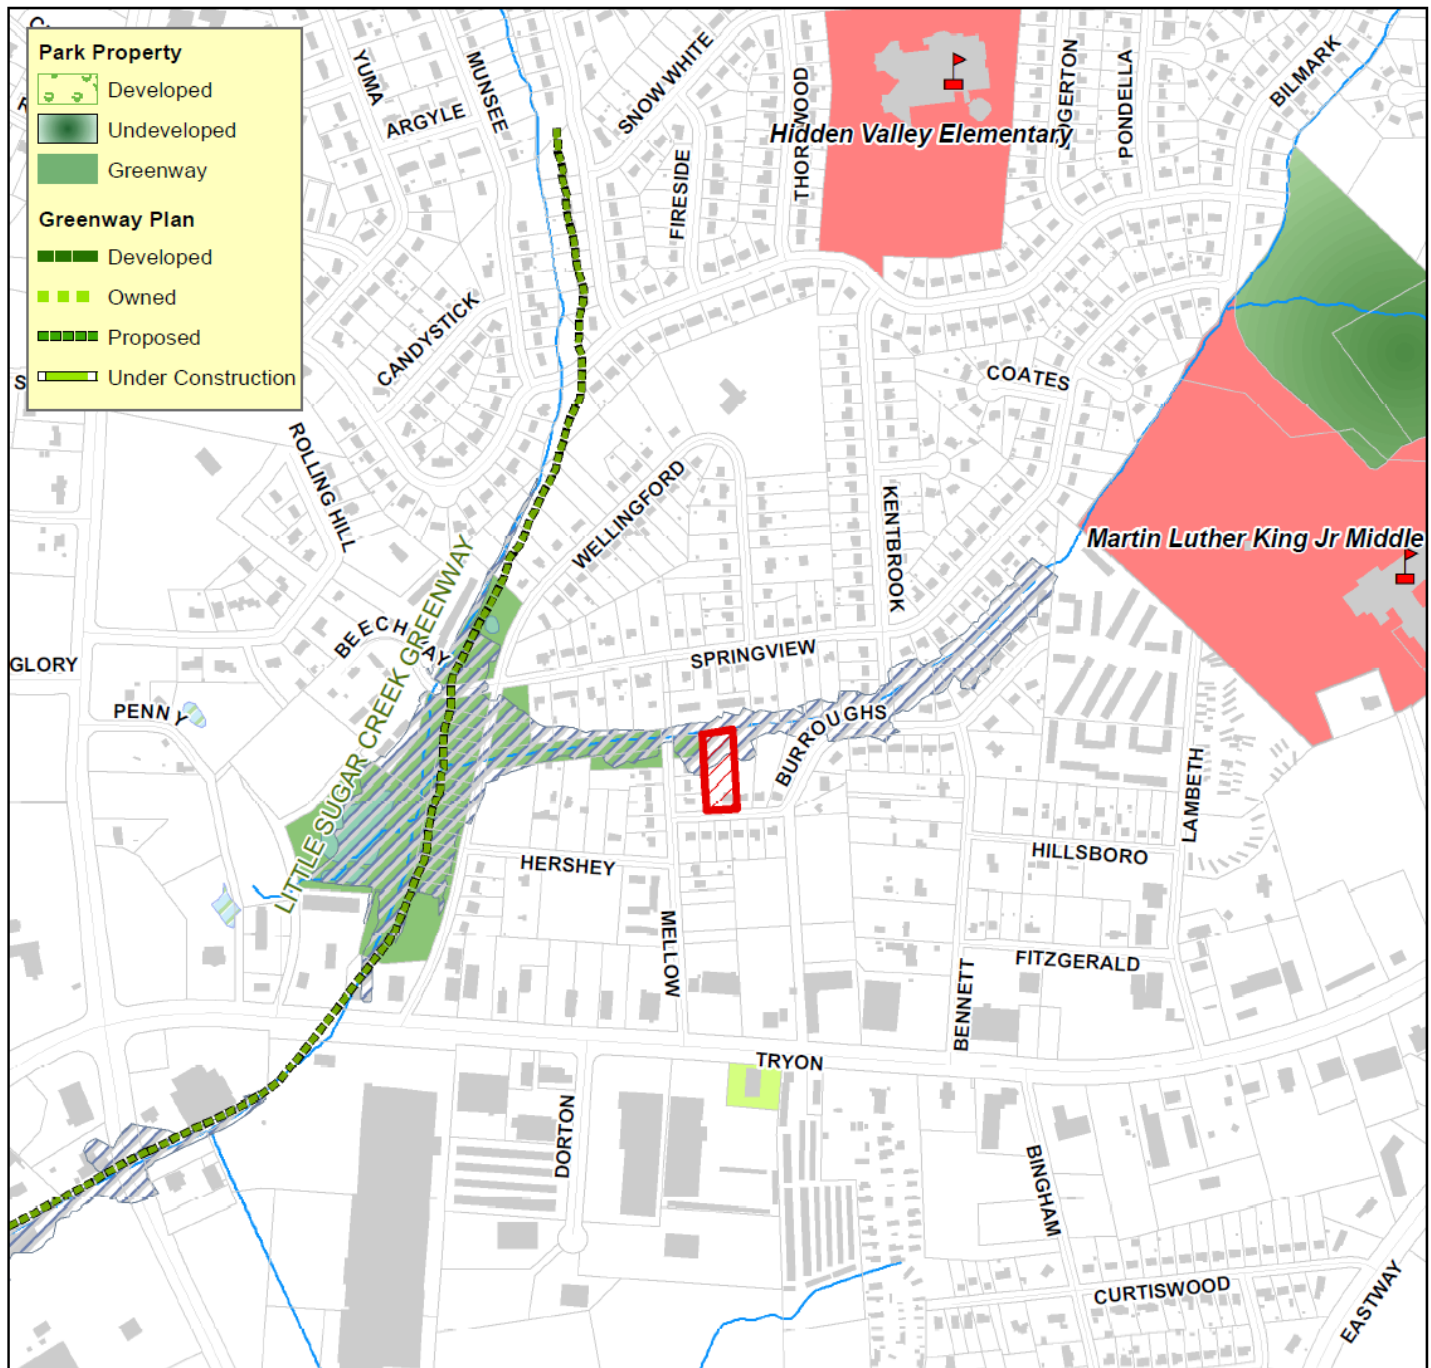 Park Property
Developed
Undeveloped
Greenway
Greenway Plan
Developed
Owned
Proposed
Under Construction
YUMA
MUNSEE
ARGYLE
SNOW WHITE
FIRESIDE
THORNWOOD
Hidden Valley Elementary
PONDELLA
BILMARK
CANDYSTICK
COATES
ROLLING HILL
WELLINGFORD
KENTBROOK
Martin Luther King Jr Middle
LITTLE SUGAR CREEK GREENWAY
BEECHWAY
SPRINGVIEW
GLORY
PENNY
BURROUGHS
LAMBETH
HERSHEY
HILLSBORO
MELLOW
FITZGERALD
BENNETT
TRYON
DORTON
BINGHAM
CURTISWOOD
EASTWAY